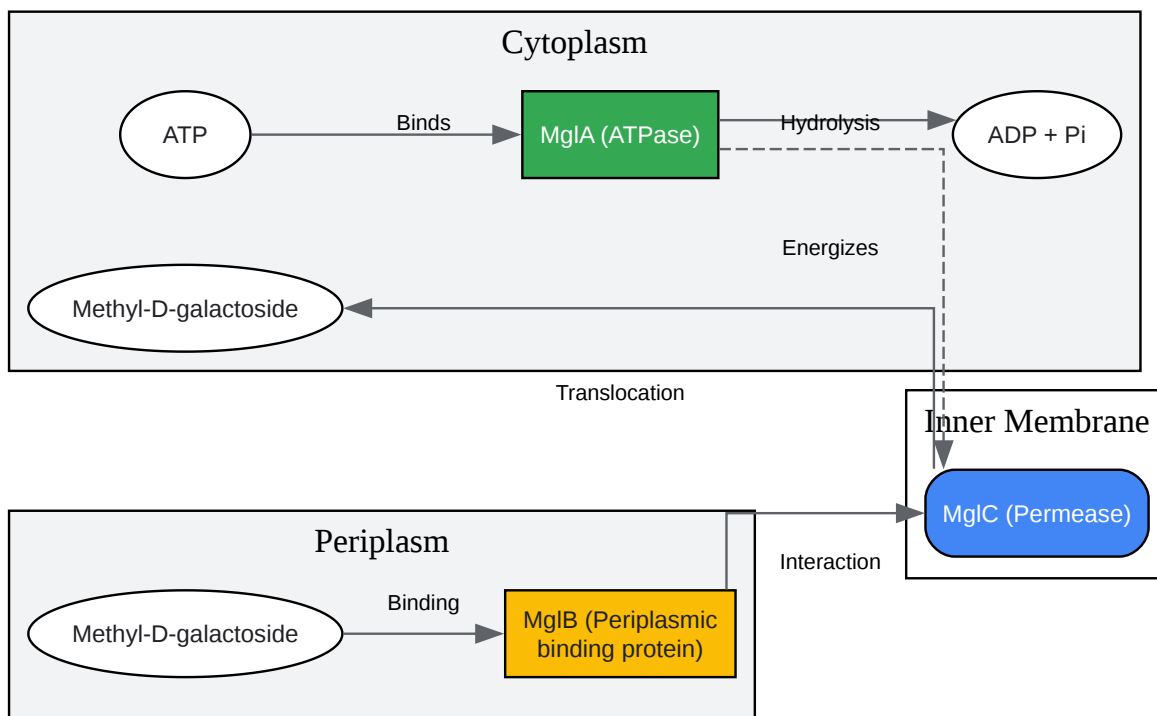 Cytoplasm
ATP
Binds
MglA (ATPase)
Hydrolysis
ADP + Pi
Energizes
Methyl-D-galactoside
Translocation
Inner Membrane
MglC (Permease)
Periplasm
Interaction
Methyl-D-galactoside
Binding
MglB (Periplasmic
binding protein)